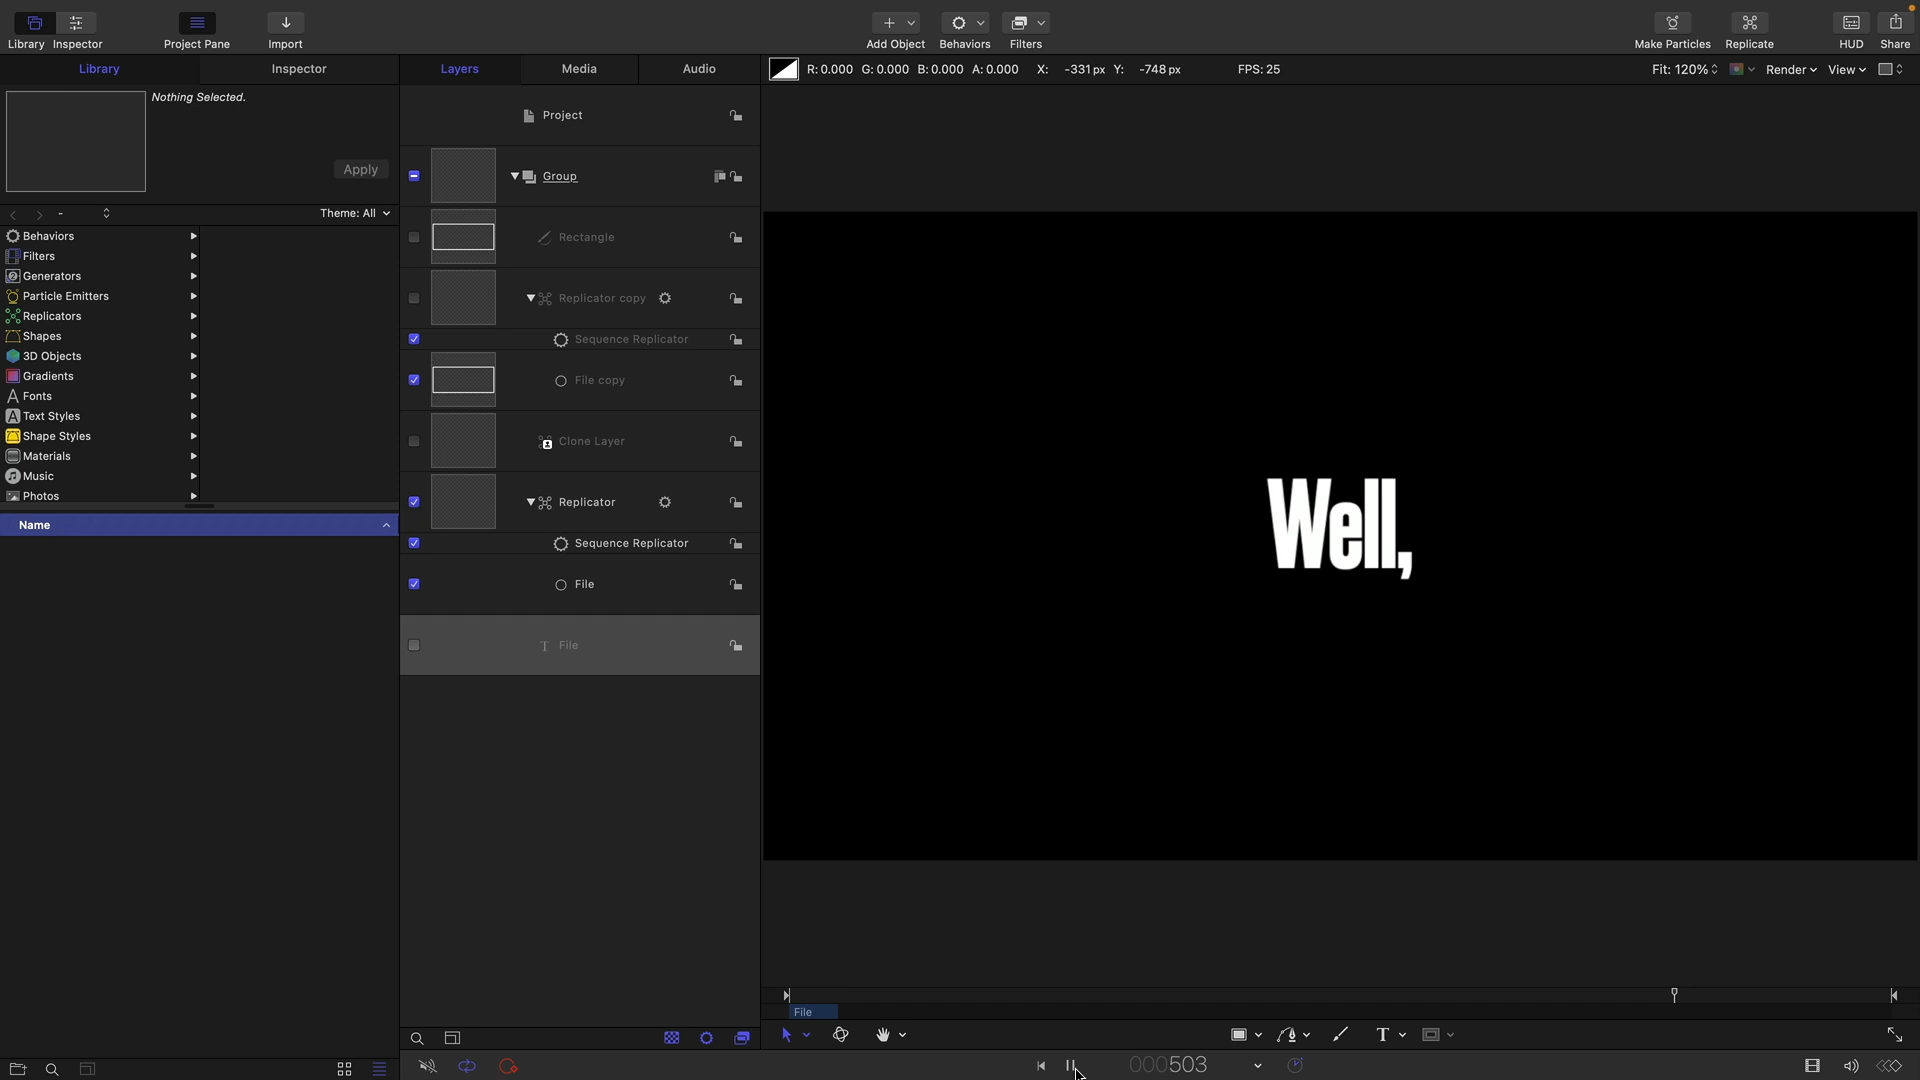 Library Inspector Project Pane Import Add Object Behaviors Filters Make Particles Replicate HUD Share
Library Inspector Layers Media Audio R: 0.000 G: 0.000 B: 0.000 A: 0.000 X: -331 px Y: -748 px FPS: 25 Fit: 120% Render View
Nothing Selected.
Apply
- Theme: All
Behaviors
Filters
Generators
Particle Emitters
Replicators
Shapes
3D Objects
Gradients
Fonts
Text Styles
Shape Styles
Materials
Music
Photos
Name
Project
Group
Rectangle
Replicator copy
Sequence Replicator
File copy
Clone Layer
Replicator
Sequence Replicator
File
T File
Well,
File
T
000503